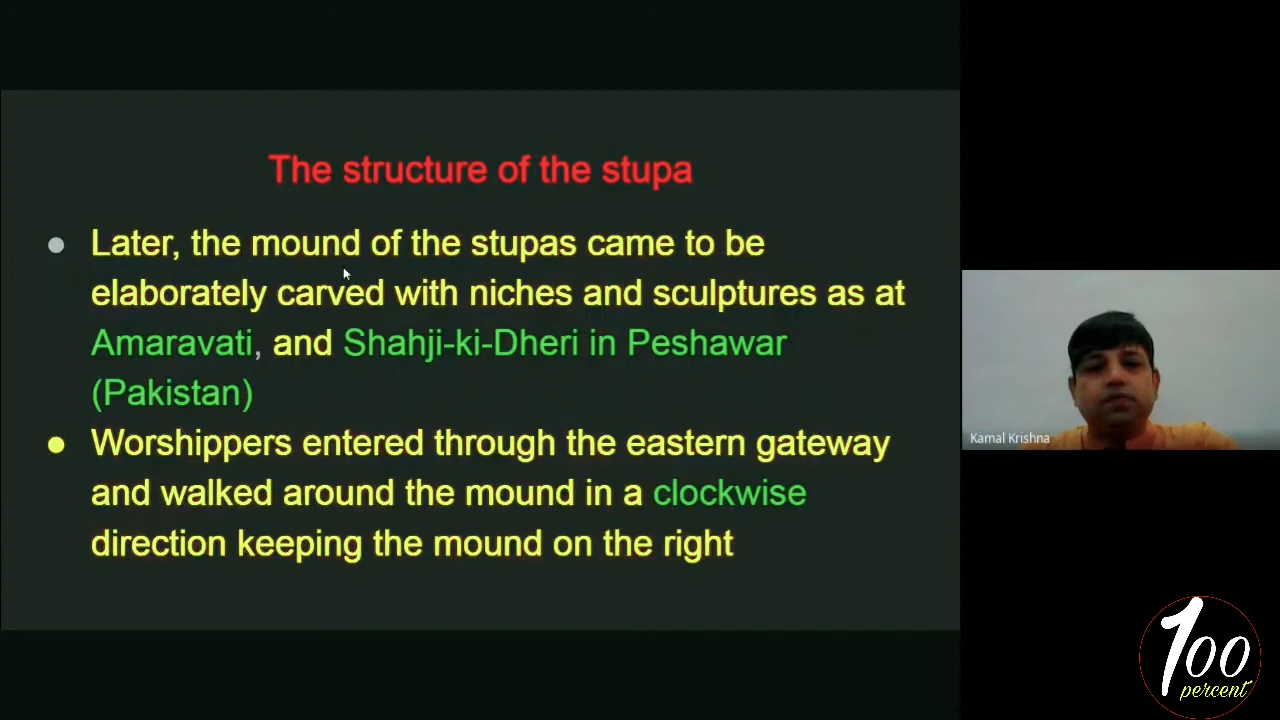 The structure of the stupa
● Later, the mound of the stupas came to be
elaborately carved with niches and sculptures as at
Amaravati, and Shahji-ki-Dheri in Peshawar
(Pakistan)
● Worshippers entered through the eastern gateway
and walked around the mound in a clockwise
direction keeping the mound on the right
Kamal Krishna
100
percent